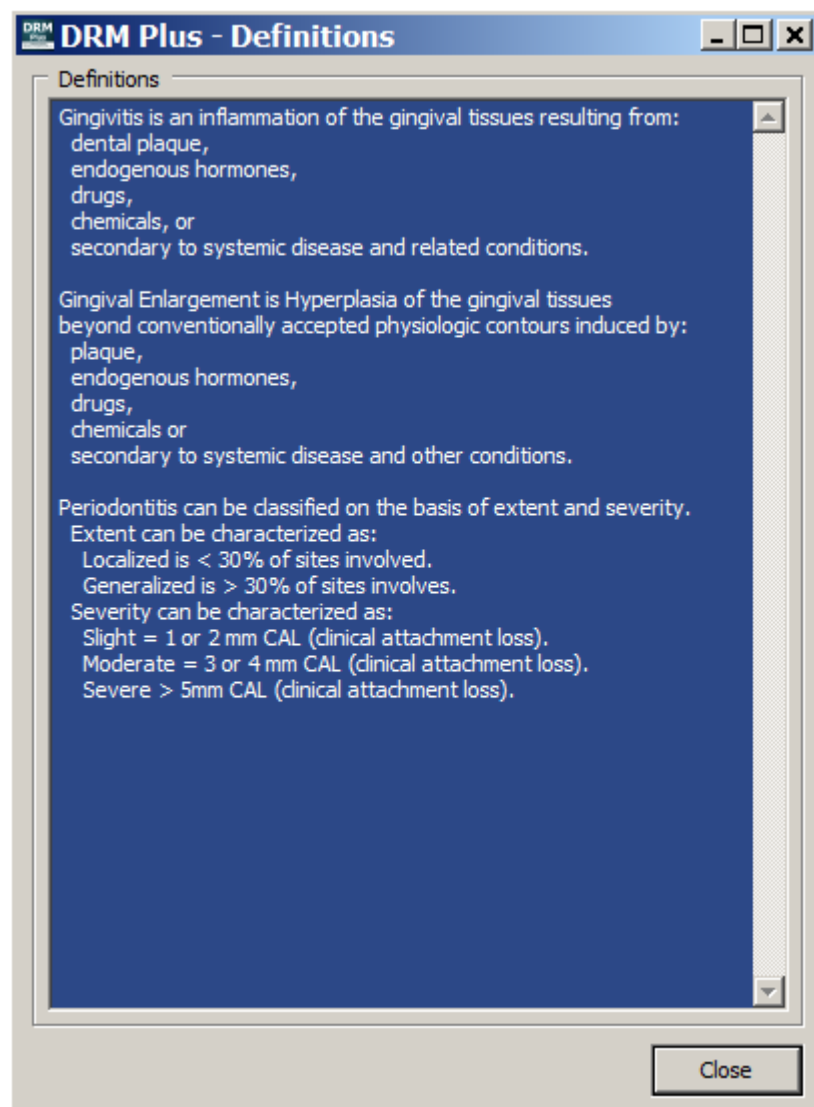 DRM
Plus
DRM Plus - Definitions
Definitions
Gingivitis is an inflammation of the gingival tissues resulting from:
dental plaque,
endogenous hormones,
drugs,
chemicals, or
secondary to systemic disease and related conditions.
Gingival Enlargement is Hyperplasia of the gingival tissues
beyond conventionally accepted physiologic contours induced by:
plaque,
endogenous hormones,
drugs,
chemicals or
secondary to systemic disease and other conditions.
Periodontitis can be classified on the basis of extent and severity.
Extent can be characterized as:
Localized is < 30% of sites involved.
Generalized is > 30% of sites involves.
Severity can be characterized as:
Slight = 1 or 2 mm CAL (clinical attachment loss).
Moderate = 3 or 4 mm CAL (clinical attachment loss).
Severe > 5mm CAL (clinical attachment loss).
Close